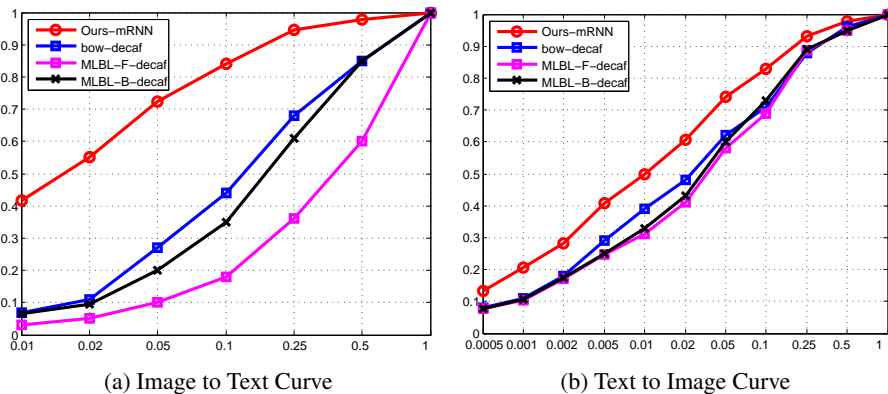 Ours−mRNN
bow−decaf
MLBL−F−decaf
MLBL−B−decaf
1
0.9
0.8
0.7
0.6
0.5
0.4
0.3
0.2
0.1
0
0.01 0.02 0.05 0.1 0.25 0.5 1
(a) Image to Text Curve
Ours−mRNN
bow−decaf
MLBL−F−decaf
MLBL−B−decaf
1
0.9
0.8
0.7
0.6
0.5
0.4
0.3
0.2
0.1
0
0.0005 0.001 0.002 0.005 0.01 0.02 0.05 0.1 0.25 0.5 1
(b) Text to Image Curve